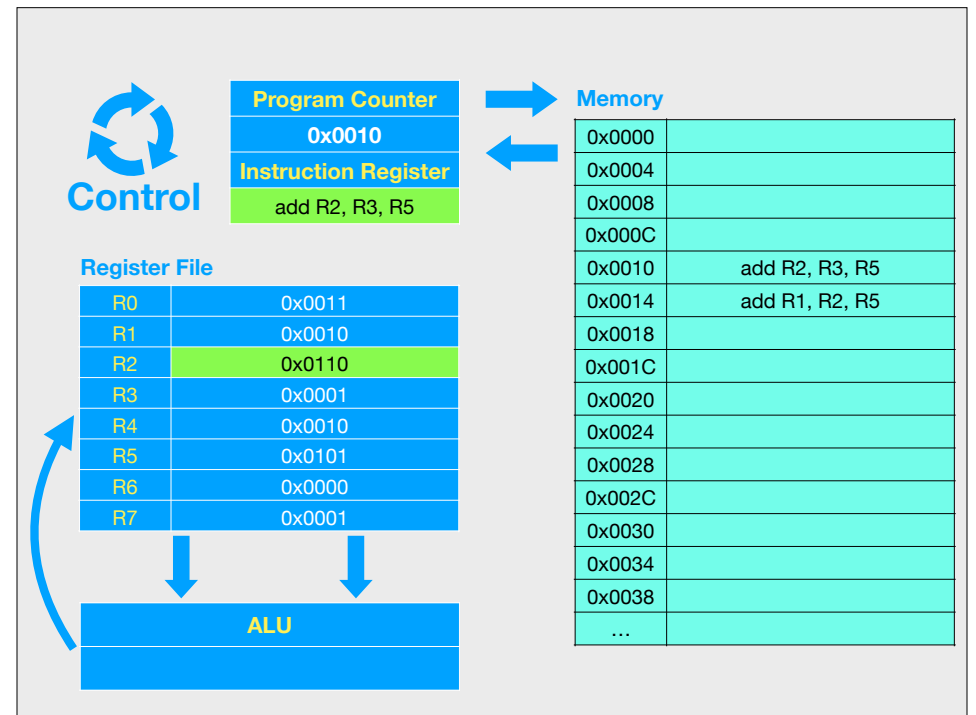 Program Counter
0x0010
Instruction Register
add R2, R3, R5
Control
Register File
R0 0x0011
R1 0x0010
R2 0x0110
R3 0x0001
R4 0x0010
R5 0x0101
R6 0x0000
R7 0x0001
ALU
Memory
0x0000
0x0004
0x0008
0x000C
0x0010 add R2, R3, R5
0x0014 add R1, R2, R5
0x0018
0x001C
0x0020
0x0024
0x0028
0x002C
0x0030
0x0034
0x0038
…